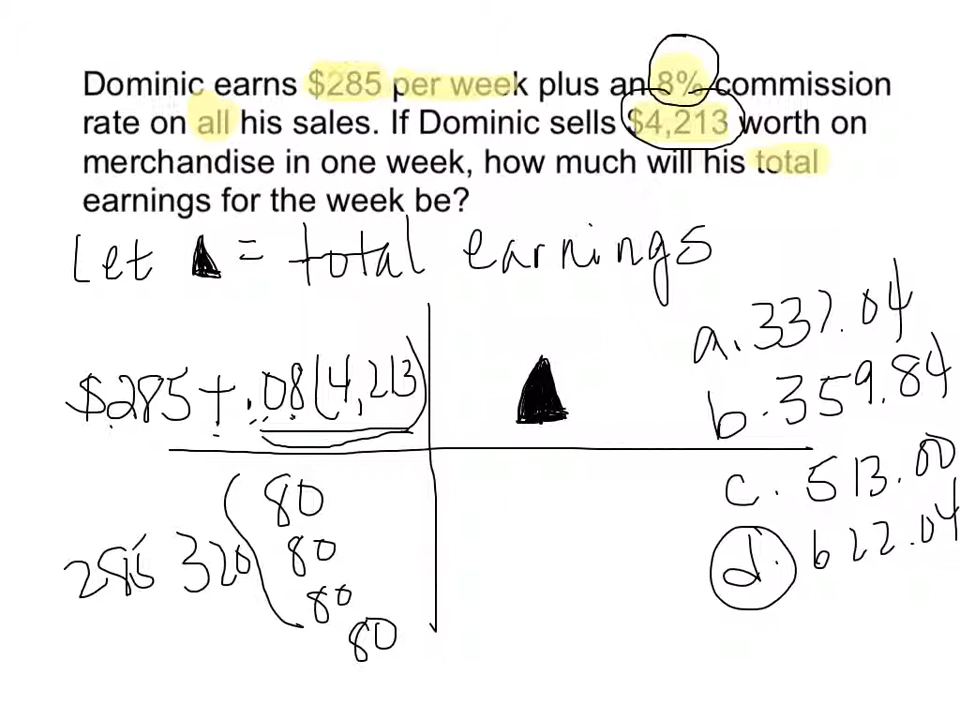 Dominic earns $285 per week plus an 8% commission
rate on all his sales. If Dominic sells $4,213 worth on
merchandise in one week, how much will his total
earnings for the week be?
Let = total earnings
$285 + .08(4,213)
a. 337.04
b. 359.84
c. 513.00
d. 622.04
80
285 320 80
80
80